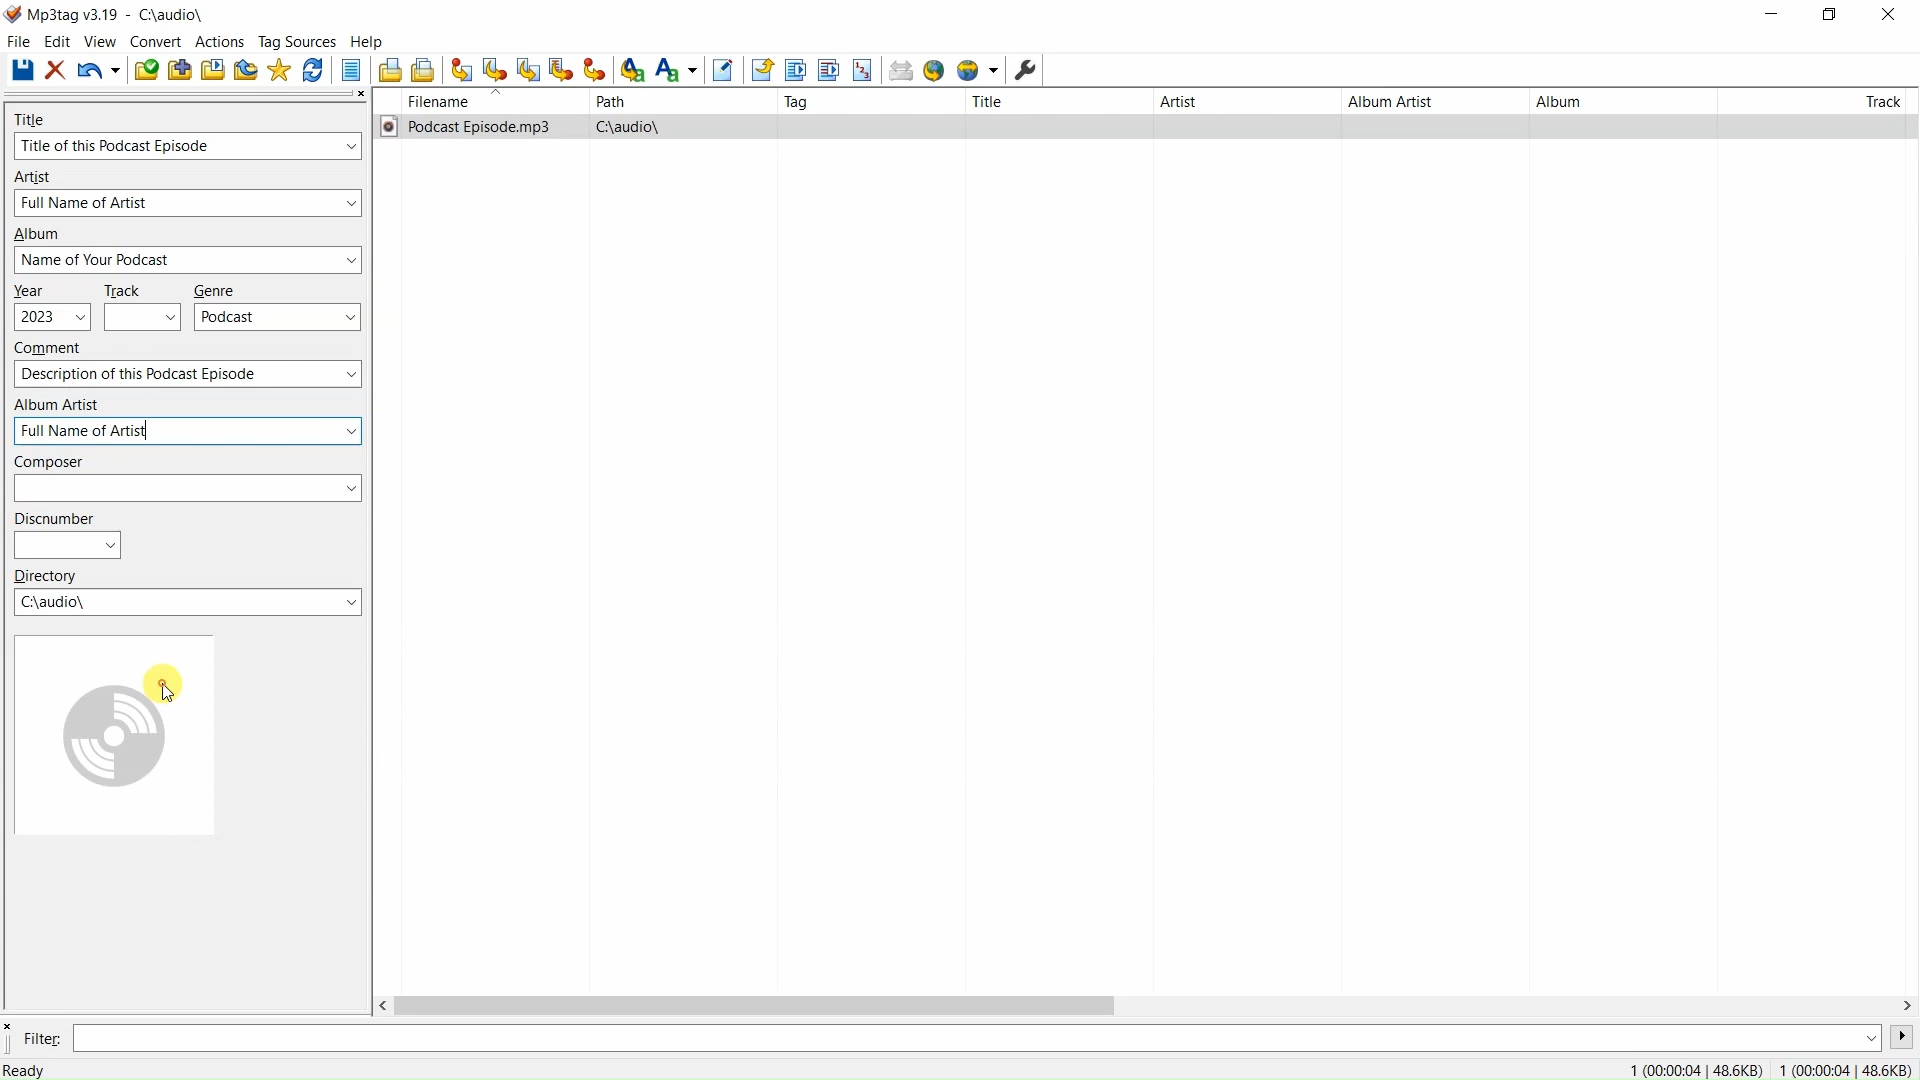 Mp3tag v3.19 - C:\audio\
File Edit View Convert Actions Tag Sources Help
Filename Path Tag Title Artist Album Artist Album Track
Podcast Episode.mp3 C:\audio\
Title
Title of this Podcast Episode
Artist
Full Name of Artist
Album
Name of Your Podcast
Year Track Genre
2023 Podcast
Comment
Description of this Podcast Episode
Album Artist
Full Name of Artist
Composer
Discnumber
Directory
C:\audio\
Filter:
Ready 1 (00:00:04 | 48.6KB) 1 (00:00:04 | 48.6KB)